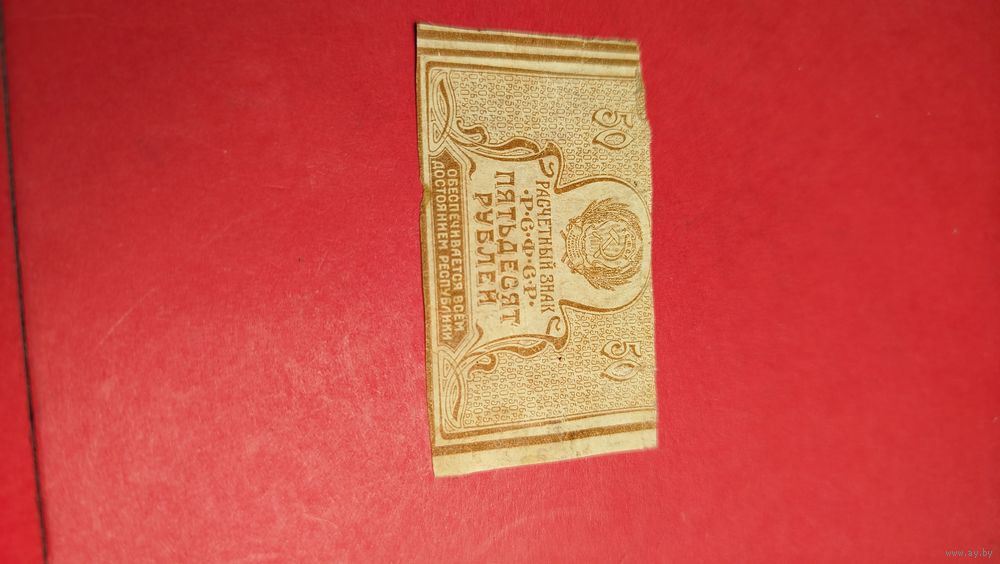 50 50
РАСЧЕТНЫЙ ЗНАК
•Р•С•Ф•С•Р•
ПЯТЬДЕСЯТ
РУБЛЕЙ
ОБЕСПЕЧИВАЕТСЯ ВСЕМ
ДОСТОЯНИЕМ РЕСПУБЛИКИ
www.ay.by